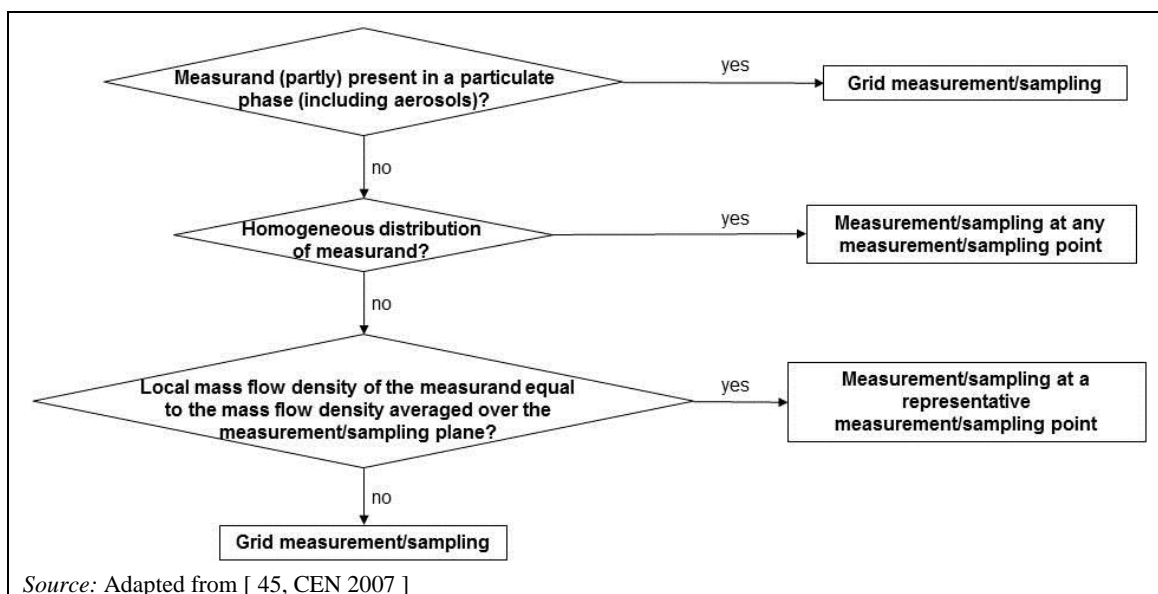 Measurand (partly) present in a particulate
phase (including aerosols)?
yes
Grid measurement/sampling
no
Homogeneous distribution
of measurand?
yes
Measurement/sampling at any
measurement/sampling point
no
Local mass flow density of the measurand equal
to the mass flow density averaged over the
measurement/sampling plane?
yes
Measurement/sampling at a
representative
measurement/sampling point
no
Grid measurement/sampling
Source: Adapted from [ 45, CEN 2007 ]